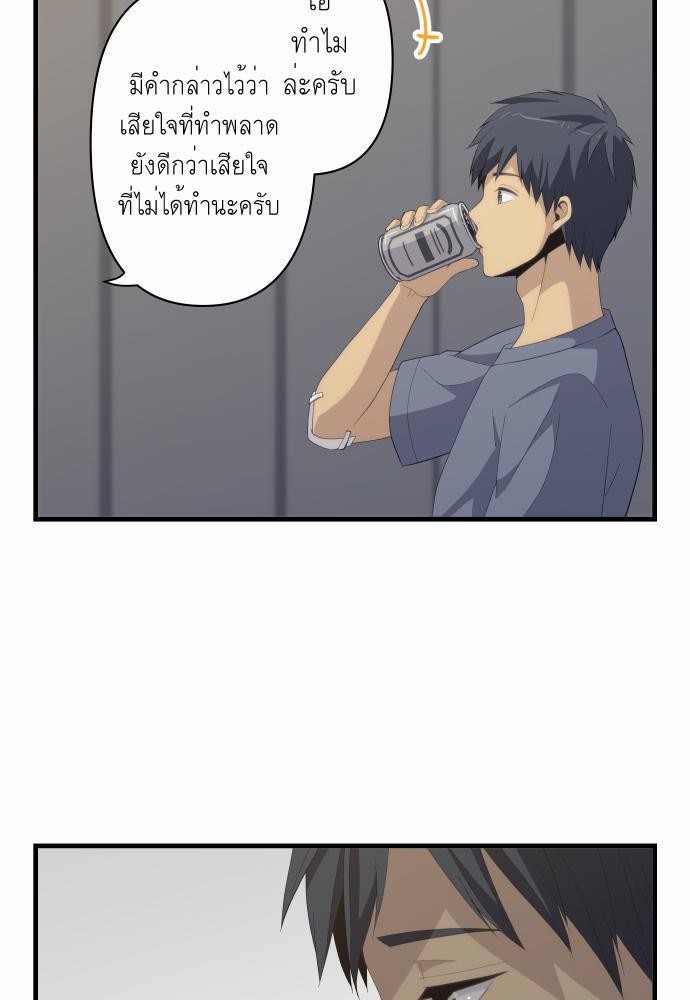 ทำไม
ล่ะครับ
มีคำกล่าวไว้ว่า
เสียใจที่ทำพลาด
ยังดีกว่าเสียใจ
ที่ไม่ได้ทำนะครับ